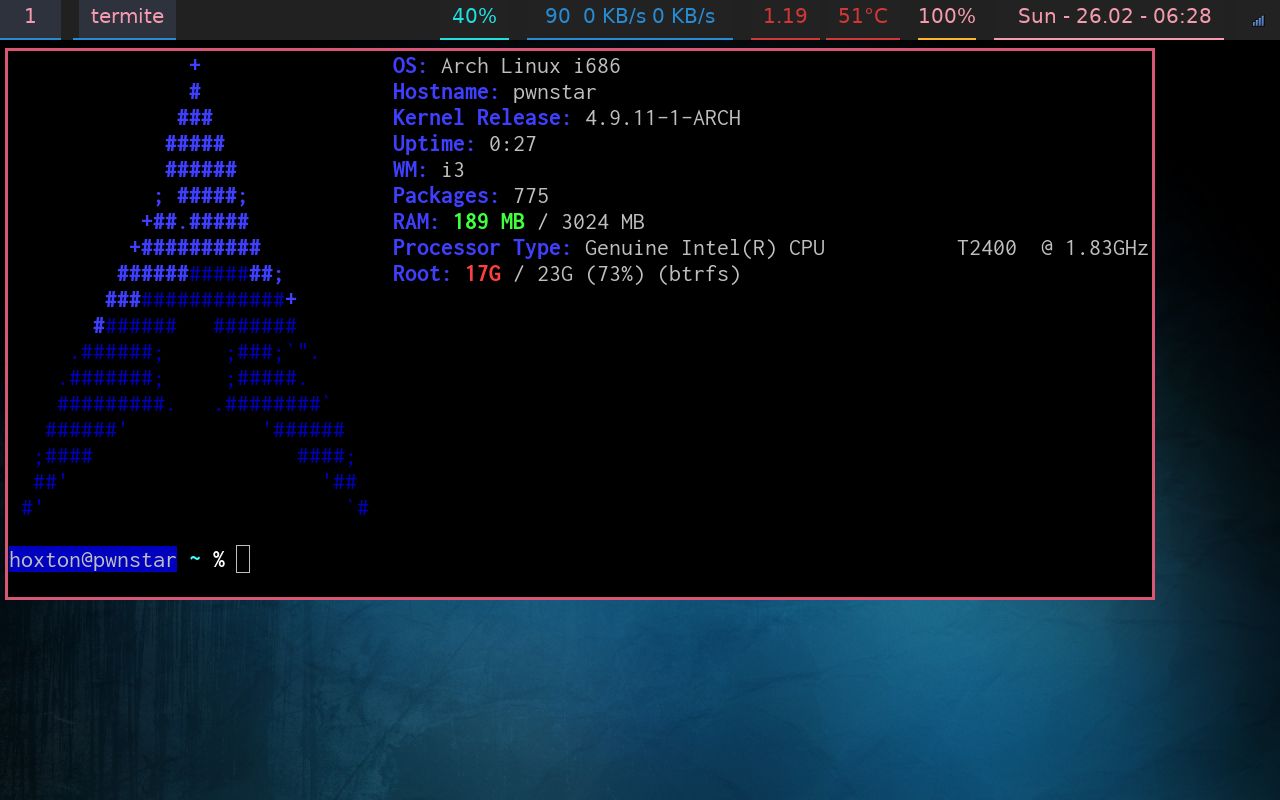 1 termite 40% 90 0 KB/s 0 KB/s 1.19 51°C 100% Sun - 26.02 - 06:28
+ OS: Arch Linux i686
# Hostname: pwnstar
### Kernel Release: 4.9.11-1-ARCH
##### Uptime: 0:27
###### WM: i3
; #####; Packages: 775
+##.##### RAM: 189 MB / 3024 MB
+########## Processor Type: Genuine Intel(R) CPU T2400 @ 1.83GHz
#############; Root: 17G / 23G (73%) (btrfs)
###############+
####### #######
.######; ;###;`".
.#######; ;#####.
#########. .########`
######' '######
;#### ####;
##' '##
#' `#
hoxton@pwnstar ~ %